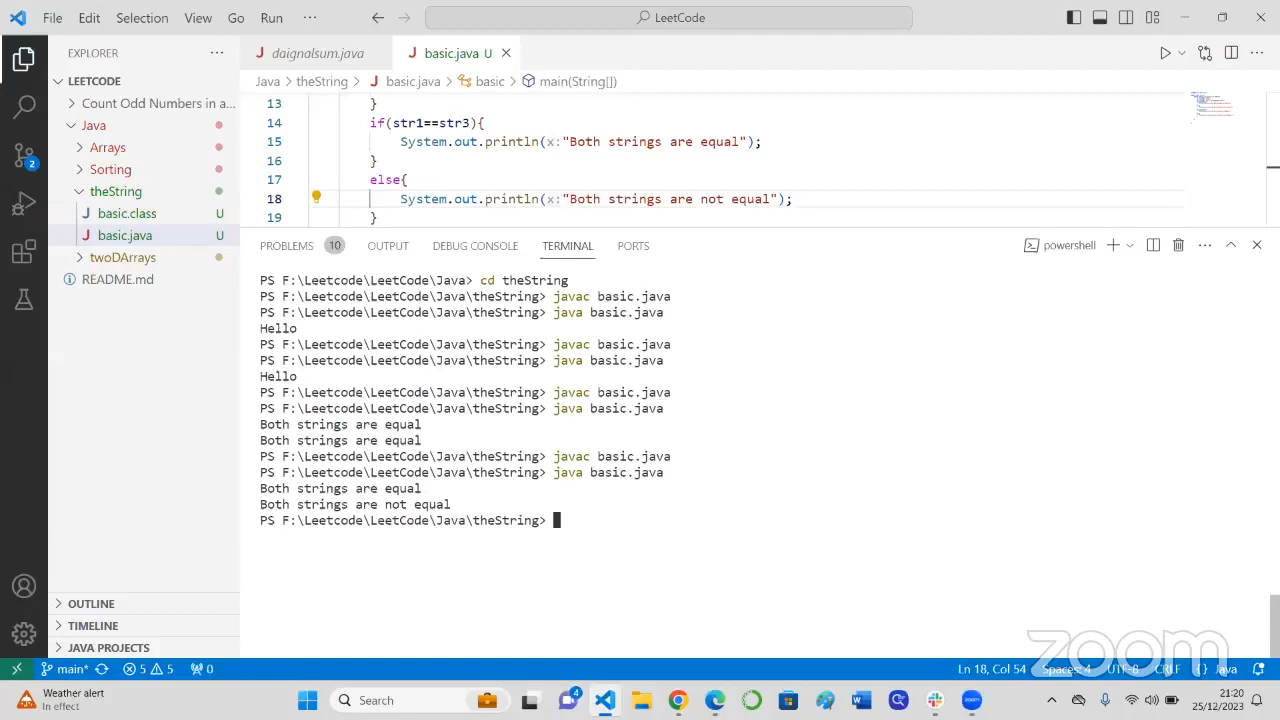 File Edit Selection View Go Run ··· LeetCode
EXPLORER ···
LEETCODE
Count Odd Numbers in a...
Java
Arrays
Sorting
theString
basic.class U
basic.java U
twoDArrays
README.md
OUTLINE
TIMELINE
JAVA PROJECTS
2
daignalsum.java basic.java U
Java > theString > basic.java > basic > main(String[])
13 }
14 if(str1==str3){
15 System.out.println(x:"Both strings are equal");
16 }
17 else{
18 System.out.println(x:"Both strings are not equal");
19 }
PROBLEMS 10 OUTPUT DEBUG CONSOLE TERMINAL PORTS powershell
PS F:\Leetcode\LeetCode\Java> cd theString
PS F:\Leetcode\LeetCode\Java\theString> javac basic.java
PS F:\Leetcode\LeetCode\Java\theString> java basic.java
Hello
PS F:\Leetcode\LeetCode\Java\theString> javac basic.java
PS F:\Leetcode\LeetCode\Java\theString> java basic.java
Hello
PS F:\Leetcode\LeetCode\Java\theString> javac basic.java
PS F:\Leetcode\LeetCode\Java\theString> java basic.java
Both strings are equal
Both strings are equal
PS F:\Leetcode\LeetCode\Java\theString> javac basic.java
PS F:\Leetcode\LeetCode\Java\theString> java basic.java
Both strings are equal
Both strings are not equal
PS F:\Leetcode\LeetCode\Java\theString>
zoom
main* 5 5 0 Ln 18, Col 54 Spaces: 4 UTF-8 CRLF {} Java
Weather alert
In effect
Search
4
zoom
21:20
25/12/2023